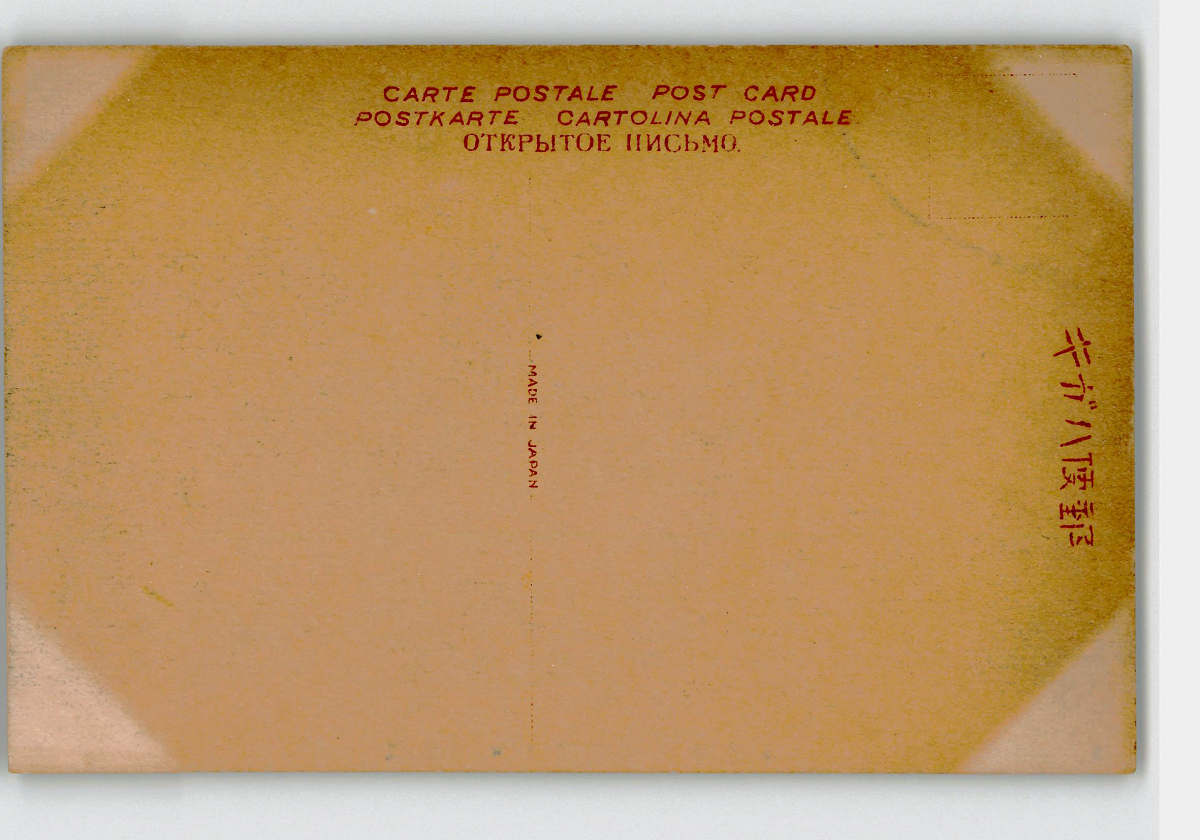 CARTE POSTALE POST CARD
POSTKARTE CARTOLINA POSTALE
ОТКРЫТОЕ ПИСЬМО.
MADE IN JAPAN
郵便ハガキ